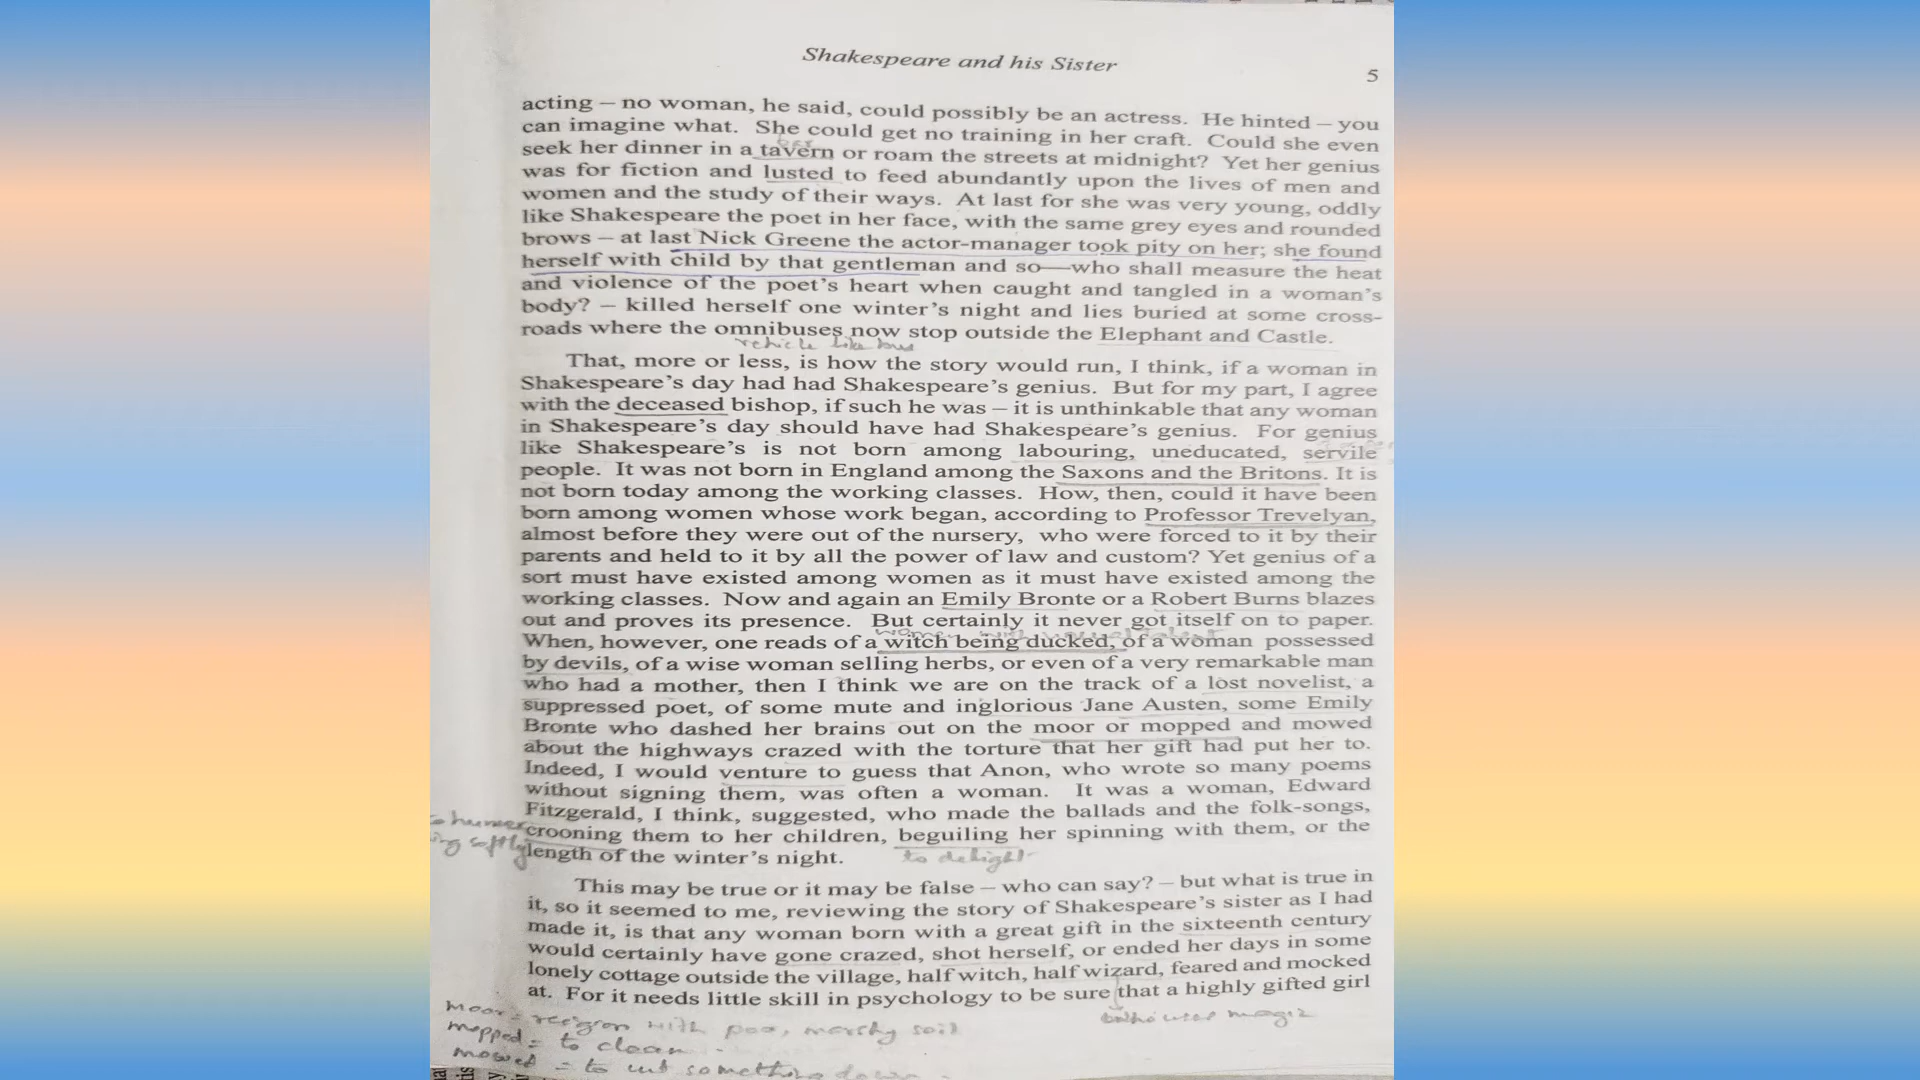 Shakespeare and his Sister
5
acting – no woman, he said, could possibly be an actress. He hinted – you
can imagine what. She could get no training in her craft. Could she even
seek her dinner in a tavern or roam the streets at midnight? Yet her genius
was for fiction and lusted to feed abundantly upon the lives of men and
women and the study of their ways. At last for she was very young, oddly
like Shakespeare the poet in her face, with the same grey eyes and rounded
brows – at last Nick Greene the actor-manager took pity on her; she found
herself with child by that gentleman and so—who shall measure the heat
and violence of the poet's heart when caught and tangled in a woman's
body? – killed herself one winter's night and lies buried at some cross-
roads where the omnibuses now stop outside the Elephant and Castle.
vehicle like bus
That, more or less, is how the story would run, I think, if a woman in
Shakespeare's day had had Shakespeare's genius. But for my part, I agree
with the deceased bishop, if such he was – it is unthinkable that any woman
in Shakespeare's day should have had Shakespeare's genius. For genius
like Shakespeare's is not born among labouring, uneducated, servile
people. It was not born in England among the Saxons and the Britons. It is
not born today among the working classes. How, then, could it have been
born among women whose work began, according to Professor Trevelyan,
almost before they were out of the nursery, who were forced to it by their
parents and held to it by all the power of law and custom? Yet genius of a
sort must have existed among women as it must have existed among the
working classes. Now and again an Emily Bronte or a Robert Burns blazes
out and proves its presence. But certainly it never got itself on to paper.
When, however, one reads of a witch being ducked, of a woman possessed
by devils, of a wise woman selling herbs, or even of a very remarkable man
who had a mother, then I think we are on the track of a lost novelist, a
suppressed poet, of some mute and inglorious Jane Austen, some Emily
Bronte who dashed her brains out on the moor or mopped and mowed
about the highways crazed with the torture that her gift had put her to.
Indeed, I would venture to guess that Anon, who wrote so many poems
without signing them, was often a woman. It was a woman, Edward
Fitzgerald, I think, suggested, who made the ballads and the folk-songs,
crooning them to her children, beguiling her spinning with them, or the
length of the winter's night.
softly
to delight
This may be true or it may be false – who can say? – but what is true in
it, so it seemed to me, reviewing the story of Shakespeare's sister as I had
made it, is that any woman born with a great gift in the sixteenth century
would certainly have gone crazed, shot herself, or ended her days in some
lonely cottage outside the village, half witch, half wizard, feared and mocked
at. For it needs little skill in psychology to be sure that a highly gifted girl
who uses magic
moor = region with poor, marshy soil
mopped = to clean
mowed = to cut something down